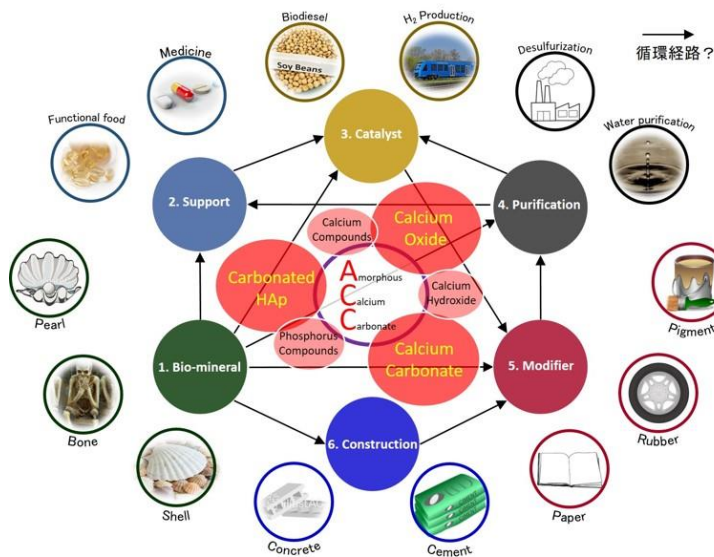 Biodiesel
H₂ Production
循環経路？
Medicine
Soy Beans
Desulfurization
Functional food
3. Catalyst
Water purification
2. Support
4. Purification
Calcium
Compounds
Calcium
Oxide
Carbonated
HAp
Amorphous
Calcium
Carbonate
Calcium
Hydroxide
Pearl
Pigment
Phosphorus
Compounds
Calcium
Carbonate
1. Bio-mineral
5. Modifier
Bone
Rubber
6. Construction
Shell
Paper
Concrete
Cement